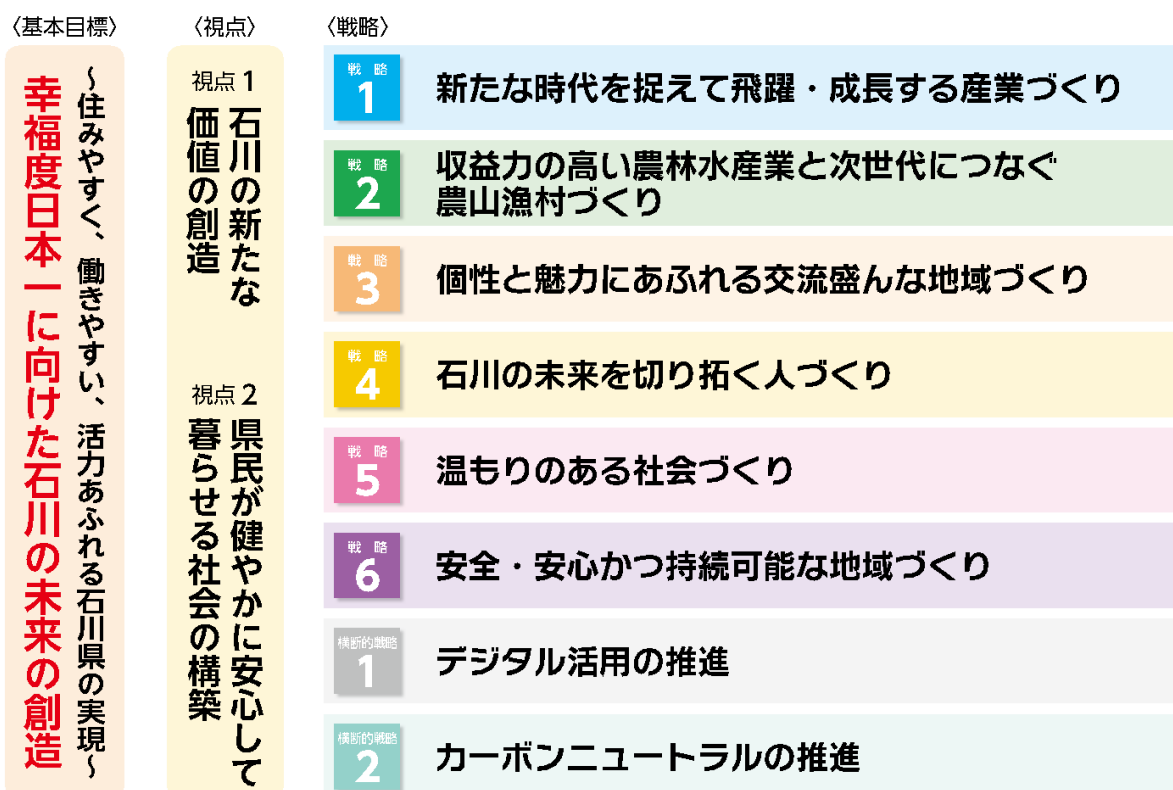 〈基本目標〉
幸福度日本一に向けた石川の未来の創造
~住みやすく、働きやすい、活力あふれる石川県の実現~
〈視点〉
視点 1
石川の新たな
価値の創造
視点 2
県民が健やかに安心して
暮らせる社会の構築
〈戦略〉
戦略
1
新たな時代を捉えて飛躍・成長する産業づくり
戦略
2
収益力の高い農林水産業と次世代につなぐ
農山漁村づくり
戦略
3
個性と魅力にあふれる交流盛んな地域づくり
戦略
4
石川の未来を切り拓く人づくり
戦略
5
温もりのある社会づくり
戦略
6
安全・安心かつ持続可能な地域づくり
横断的戦略
1
デジタル活用の推進
横断的戦略
2
カーボンニュートラルの推進